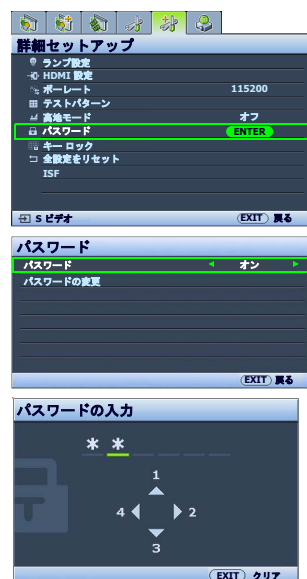 詳細セットアップ
ランプ設定
HDMI 設定
ボーレート 115200
テストパターン
高地モード オフ
パスワード ENTER
キー ロック
全設定をリセット
ISF
S ビデオ EXIT 戻る
パスワード
パスワード オン
パスワードの変更
EXIT 戻る
パスワードの入力
* *
1
4 2
3
EXIT クリア